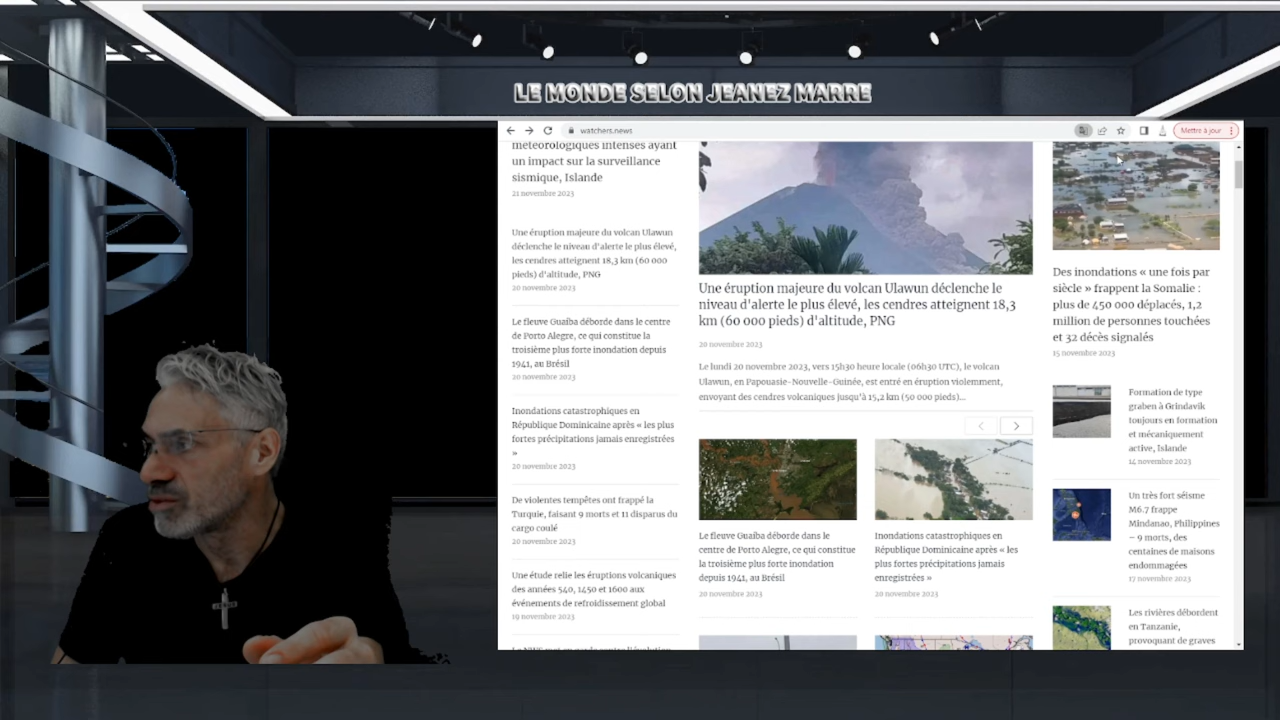 LE MONDE SELON JEANEZ MARRE
watchers.news
Mettre à jour
météorologiques intenses ayant
un impact sur la surveillance
sismique, Islande
21 novembre 2023
Une éruption majeure du volcan Ulawun
déclenche le niveau d'alerte le plus élevé,
les cendres atteignent 18,3 km (60 000
pieds) d'altitude, PNG
20 novembre 2023
Le fleuve Guaíba déborde dans le centre
de Porto Alegre, ce qui constitue la
troisième plus forte inondation depuis
1941, au Brésil
20 novembre 2023
Inondations catastrophiques en
République Dominicaine après « les plus
fortes précipitations jamais enregistrées
»
20 novembre 2023
De violentes tempêtes ont frappé la
Turquie, faisant 9 morts et 11 disparus du
cargo coulé
20 novembre 2023
Une étude relie les éruptions volcaniques
des années 540, 1450 et 1600 aux
événements de refroidissement global
19 novembre 2023
Une éruption majeure du volcan Ulawun déclenche le
niveau d'alerte le plus élevé, les cendres atteignent 18,3
km (60 000 pieds) d'altitude, PNG
20 novembre 2023
Le lundi 20 novembre 2023, vers 15h30 heure locale (06h30 UTC), le volcan
Ulawun, en Papouasie-Nouvelle-Guinée, est entré en éruption violemment,
envoyant des cendres volcaniques jusqu'à 15,2 km (50 000 pieds)...
Le fleuve Guaíba déborde dans le
centre de Porto Alegre, ce qui constitue
la troisième plus forte inondation
depuis 1941, au Brésil
20 novembre 2023
Inondations catastrophiques en
République Dominicaine après « les
plus fortes précipitations jamais
enregistrées »
20 novembre 2023
Des inondations « une fois par
siècle » frappent la Somalie :
plus de 450 000 déplacés, 1,2
million de personnes touchées
et 32 décès signalés
15 novembre 2023
Formation de type
graben à Grindavik
toujours en formation
et mécaniquement
active, Islande
14 novembre 2023
Un très fort séisme
M6.7 frappe
Mindanao, Philippines
– 9 morts, des
centaines de maisons
endommagées
17 novembre 2023
Les rivières débordent
en Tanzanie,
provoquant de graves